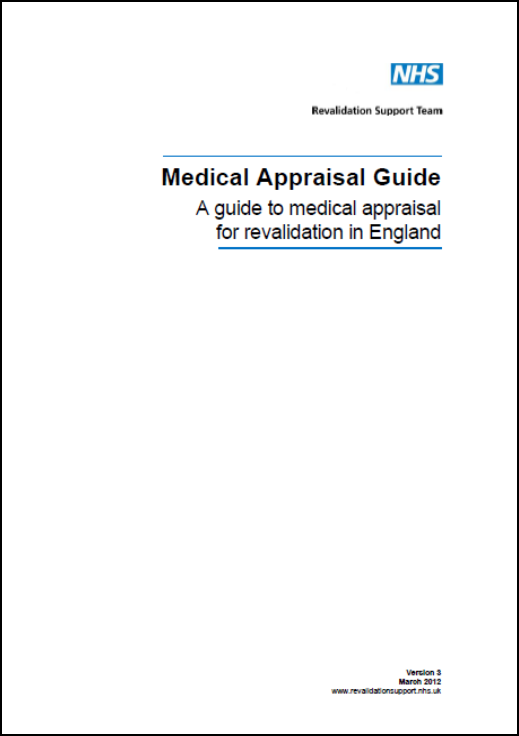 NHS
Revalidation Support Team
Medical Appraisal Guide
A guide to medical appraisal
for revalidation in England
Version 3
March 2012
www.revalidationsupport.nhs.uk